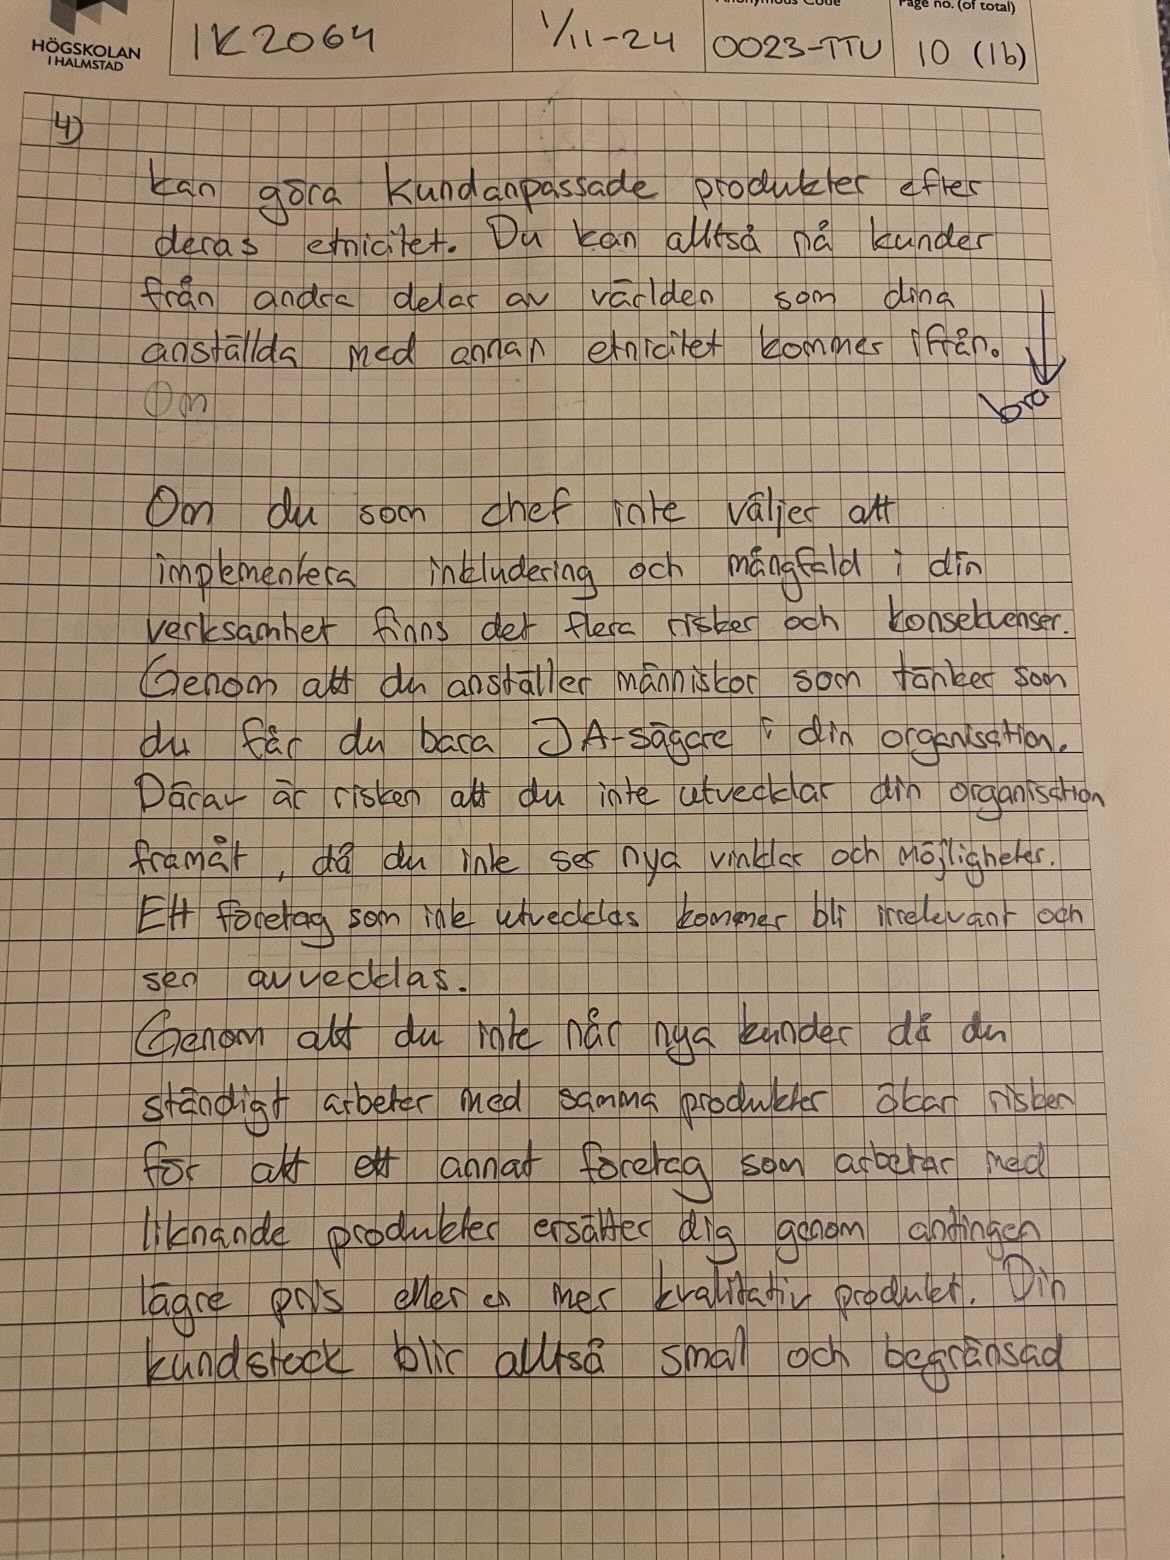 Page no. (of total)
HÖGSKOLAN
I HALMSTAD
IK2064
1/11-24
0023-TTU
10 (16)
4)
kan göra kundanpassade produkter efter
deras etnicitet. Du kan alltså nå kunder
från andra delar av världen som dina
anställda med annan etnicitet kommer ifrån.
bra
Om
Om du som chef inte väljer att
implementera inkludering och mångfald i din
verksamhet finns det flera risker och konsekvenser.
Genom att du anställer människor som tänker som
du får du bara JA-sägare i din organisation.
Därav är risken att du inte utvecklar din organisation
framåt, då du inte ser nya vinklar och möjligheter.
Ett företag som inte utvecklas kommer bli irrelevant och
sen avvecklas.
Genom att du inte når nya kunder då du
ständigt arbeter med samma produkter ökar risken
för att ett annat företag som arbetar med
liknande produkter ersätter dig genom antingen
lägre pris eller en mer kvalitativ produkt. Din
kundstock blir alltså smal och begränsad